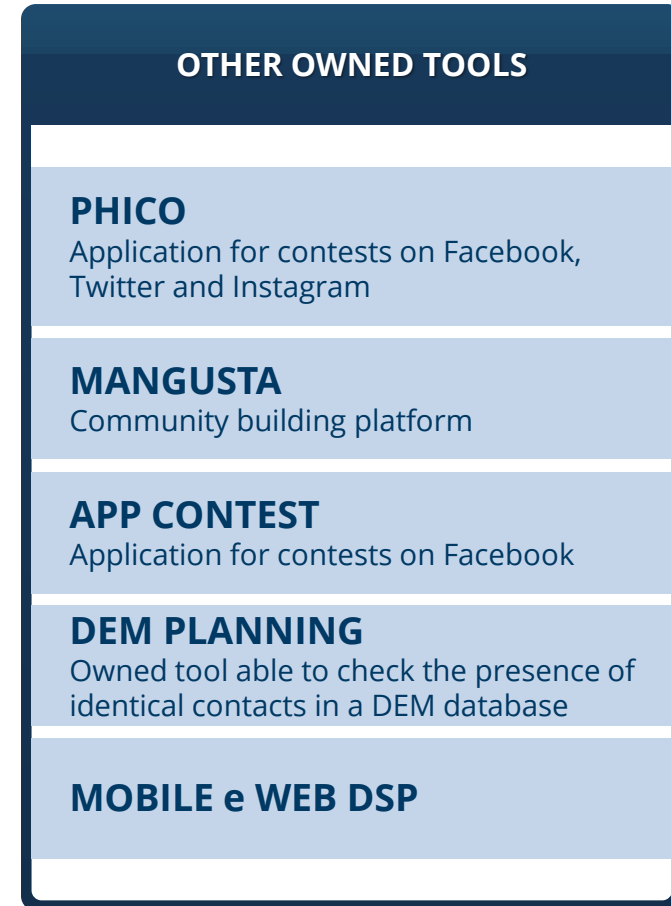 OTHER OWNED TOOLS
PHICO
Application for contests on Facebook,
Twitter and Instagram
MANGUSTA
Community building platform
APP CONTEST
Application for contests on Facebook
DEM PLANNING
Owned tool able to check the presence of
identical contacts in a DEM database
MOBILE e WEB DSP